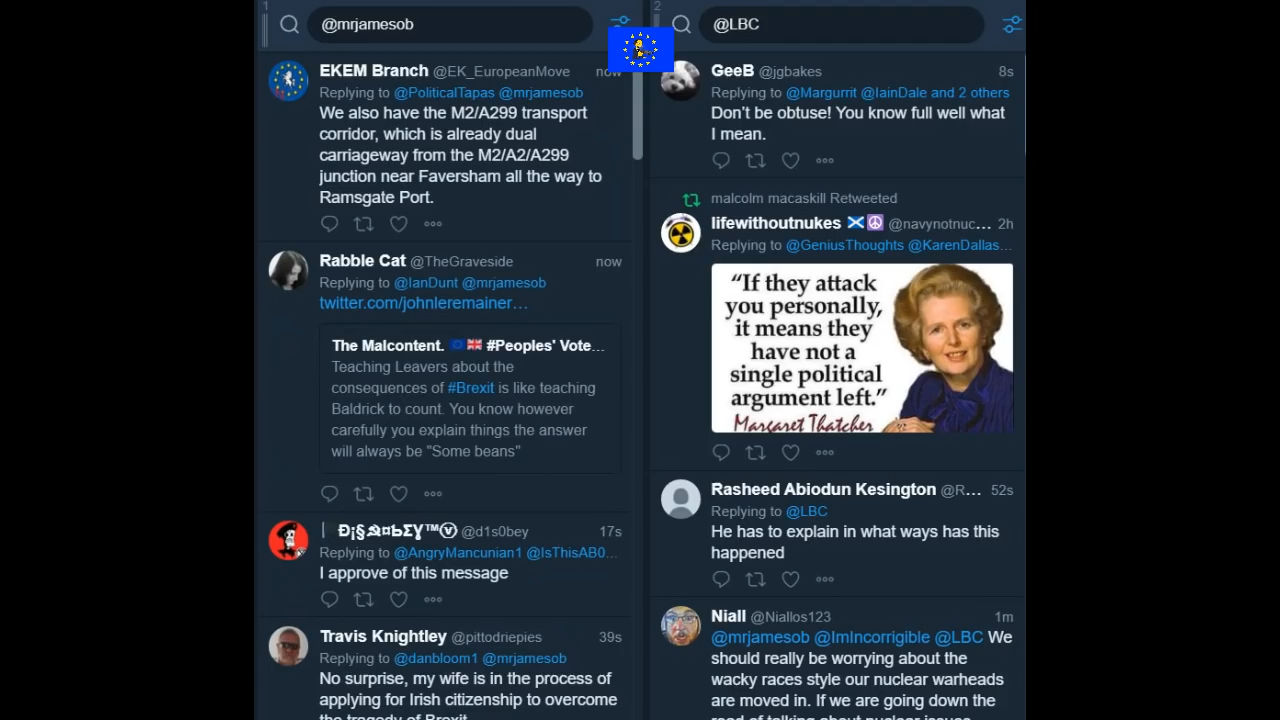 1
@mrjamesob
EKEM Branch @EK_EuropeanMove now
Replying to @PoliticalTapas @mrjamesob
We also have the M2/A299 transport
corridor, which is already dual
carriageway from the M2/A2/A299
junction near Faversham all the way to
Ramsgate Port.
Rabble Cat @TheGraveside now
Replying to @IanDunt @mrjamesob
twitter.com/johnleremainer…
The Malcontent. 🇪🇺 🇬🇧 #Peoples' Vote...
Teaching Leavers about the
consequences of #Brexit is like teaching
Baldrick to count. You know however
carefully you explain things the answer
will always be "Some beans"
@d1s0bey 17s
Replying to @AngryMancunian1 @IsThisAB0...
I approve of this message
Travis Knightley @pittodriepies 39s
Replying to @danbloom1 @mrjamesob
No surprise, my wife is in the process of
applying for Irish citizenship to overcome
the tragedy of Brexit
2
@LBC
GeeB @jgbakes 8s
Replying to @Margurrit @IainDale and 2 others
Don't be obtuse! You know full well what
I mean.
malcolm macaskill Retweeted
lifewithoutnukes @navynotnuc... 2h
Replying to @GeniusThoughts @KarenDallas...
“If they attack
you personally,
it means they
have not a
single political
argument left.”
Margaret Thatcher
Rasheed Abiodun Kesington @R... 52s
Replying to @LBC
He has to explain in what ways has this
happened
Niall @Niallos123 1m
@mrjamesob @ImIncorrigible @LBC We
should really be worrying about the
wacky races style our nuclear warheads
are moved in. If we are going down the
road of talking about nuclear issues